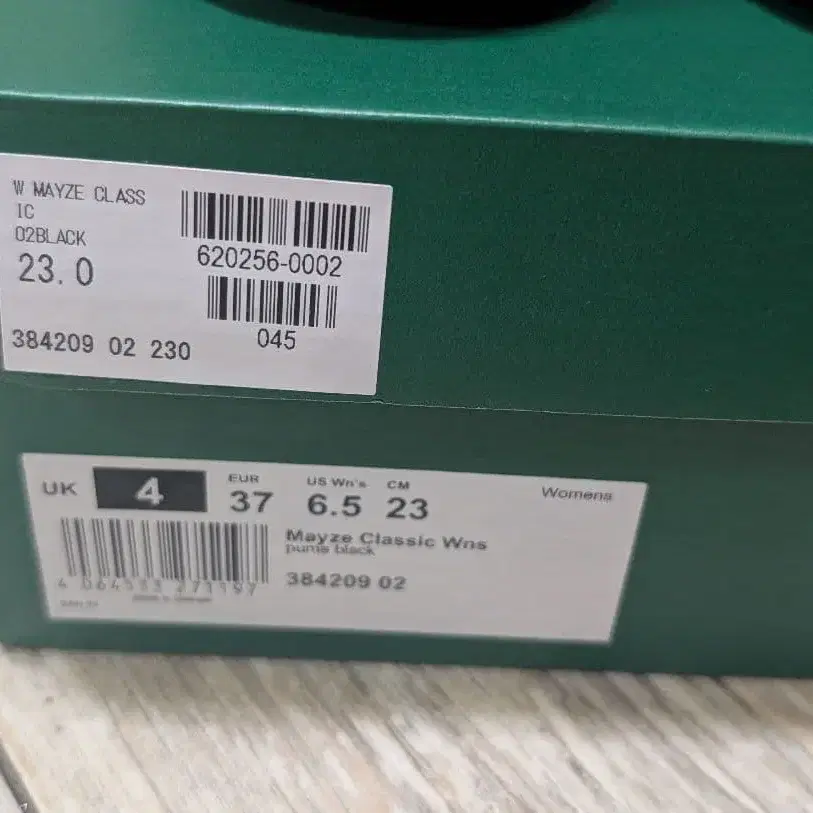 W MAYZE CLASS
IC
02BLACK
23.0
620256-0002
045
384209 02 230
UK 4 EUR 37 US Wn's 6.5 CM 23 Womens
Mayze Classic Wns
puma black
384209 02